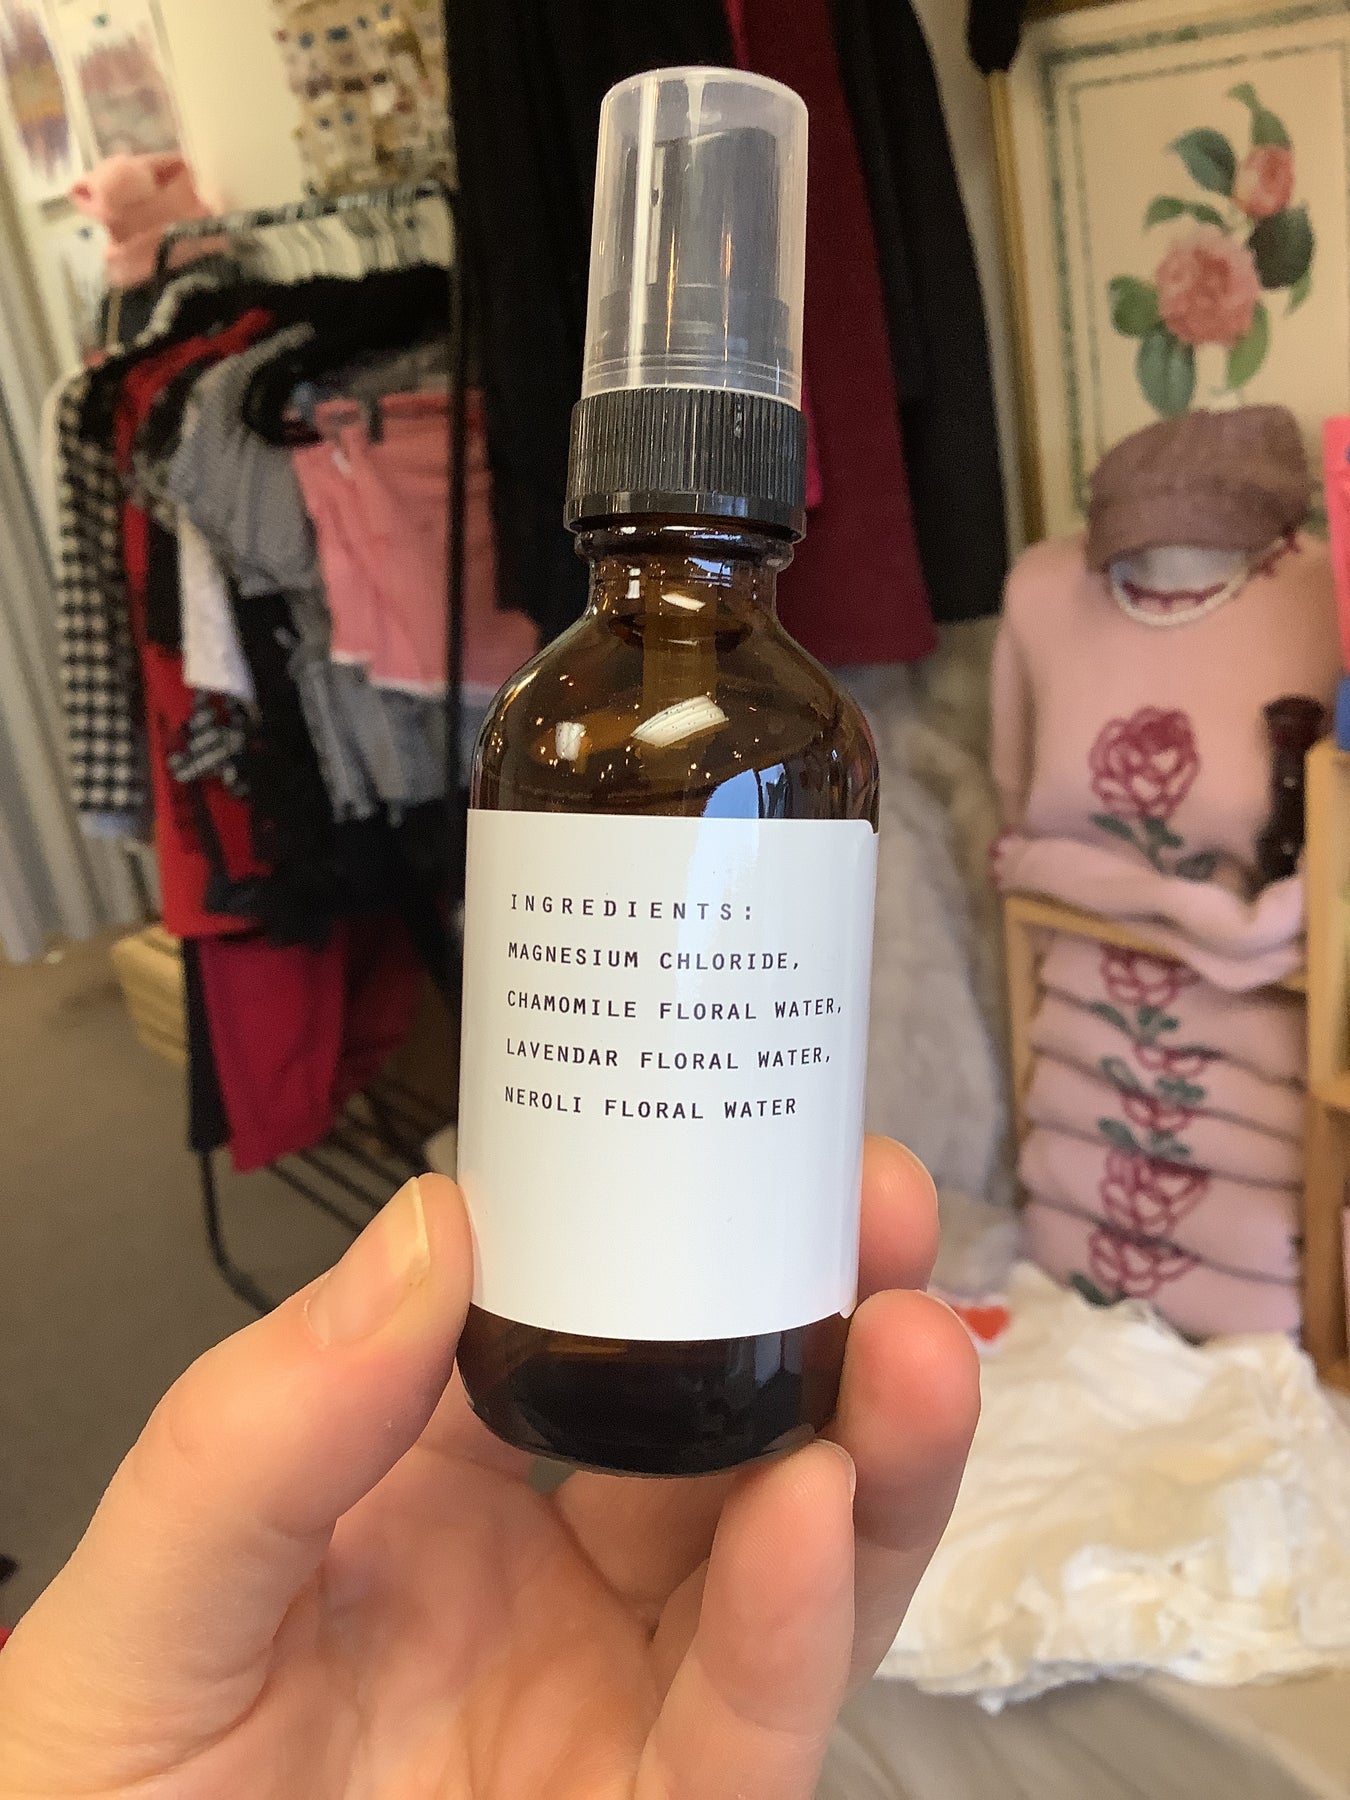 INGREDIENTS:
MAGNESIUM CHLORIDE,
CHAMOMILE FLORAL WATER,
LAVENDAR FLORAL WATER,
NEROLI FLORAL WATER